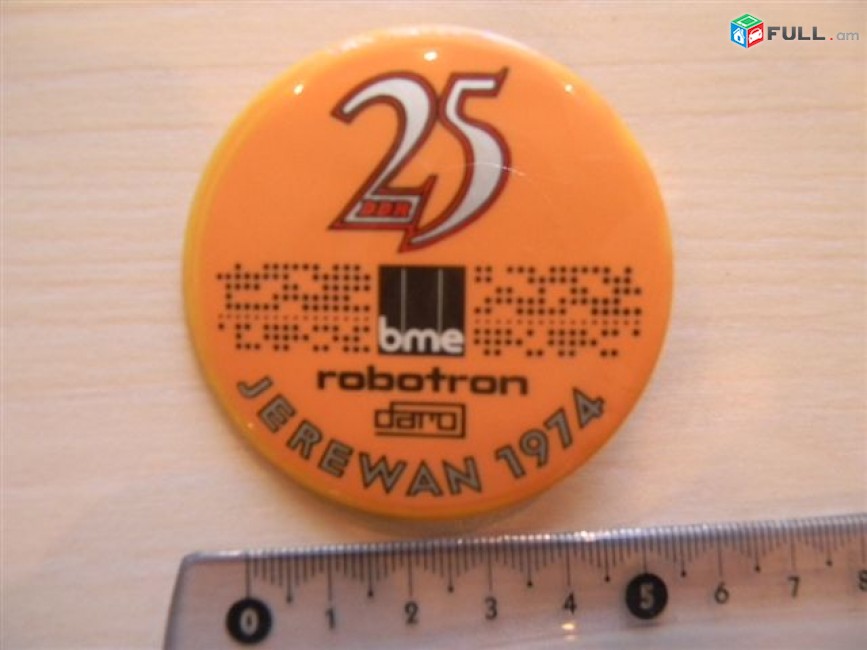 FULL.am
25
DDR
bme
robotron
daro
JEREWAN 1974
0 1 2 3 4 5 6 7 8